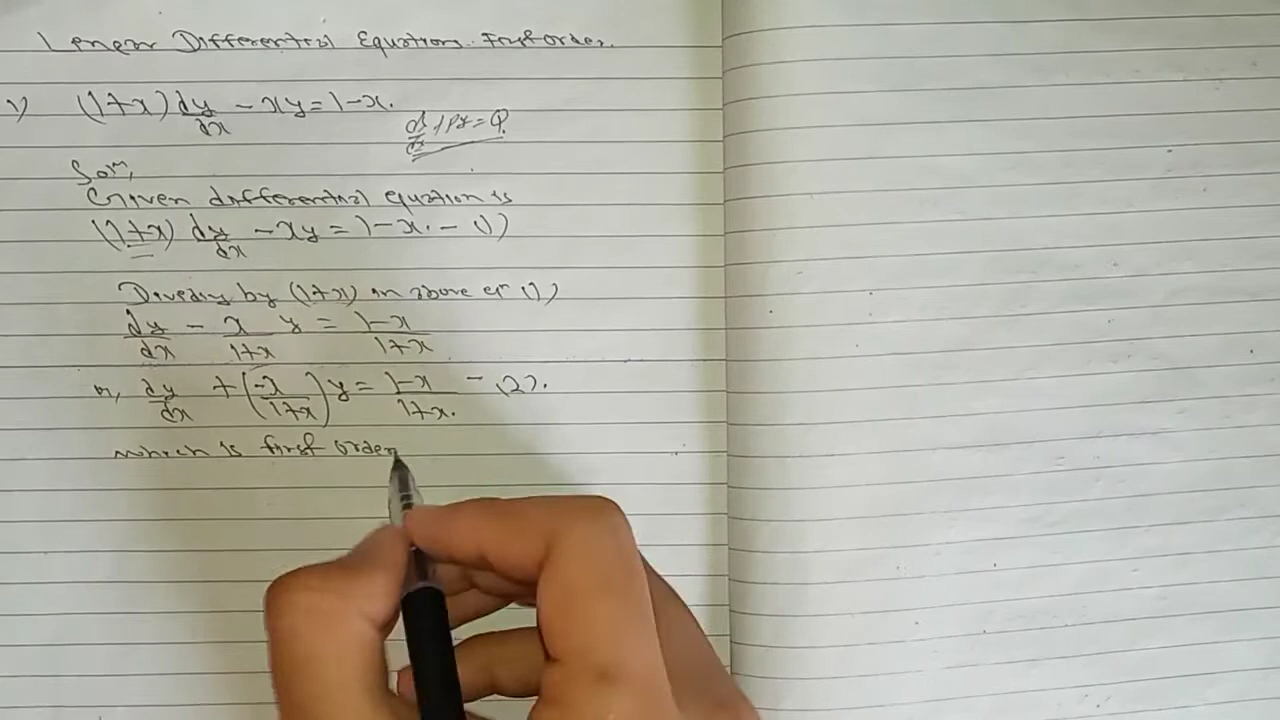 Linear Differential Equation. First order.
1) (1+x) dy/dx - xy = 1-x.
dy/dx + Py = Q.
Solⁿ,
Given differential equation is
(1+x) dy/dx - xy = 1-x. - 1)
Dividing by (1+x) in above eⁿ 1)
dy/dx - x/1+x y = 1-x/1+x
or, dy/dx + (-x/1+x) y = 1-x/1+x. - (2).
which is first order